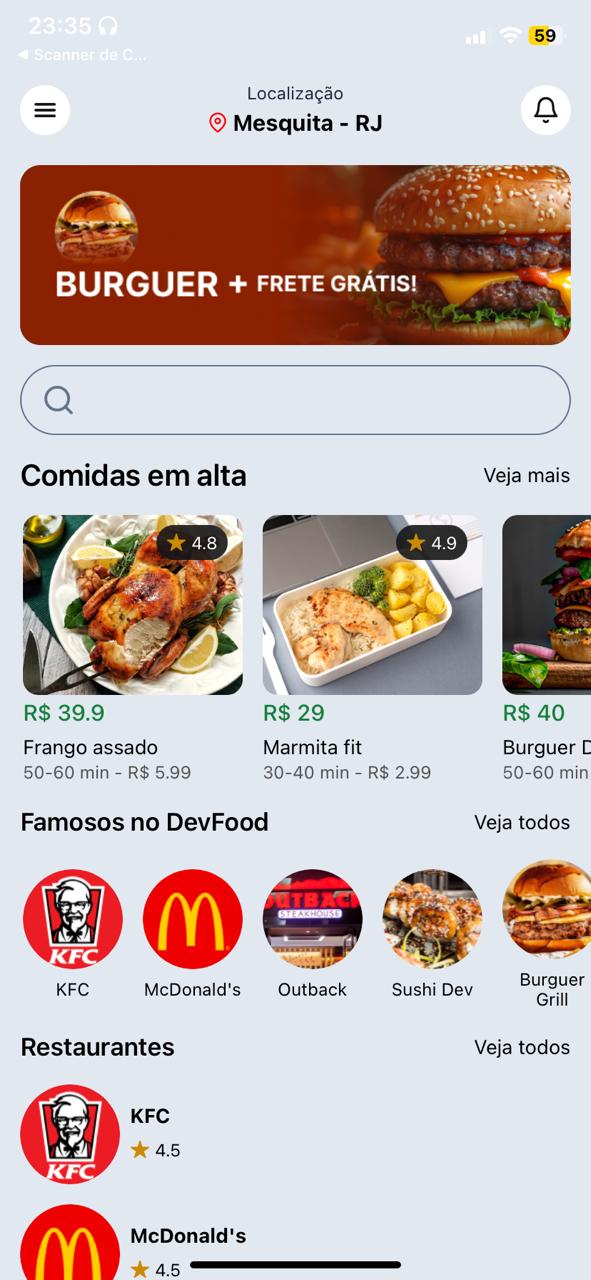 23:35
59
◀ Scanner de C...
Localização
Mesquita - RJ
BURGUER + FRETE GRÁTIS!
Comidas em alta
Veja mais
4.8
4.9
R$ 39.9
R$ 29
R$ 40
Frango assado
Marmita fit
Burguer D
50-60 min - R$ 5.99
30-40 min - R$ 2.99
50-60 min
Famosos no DevFood
Veja todos
KFC
OUTBACK
STEAKHOUSE
KFC
McDonald's
Outback
Sushi Dev
Burguer
Grill
Restaurantes
Veja todos
KFC
KFC
4.5
McDonald's
4.5